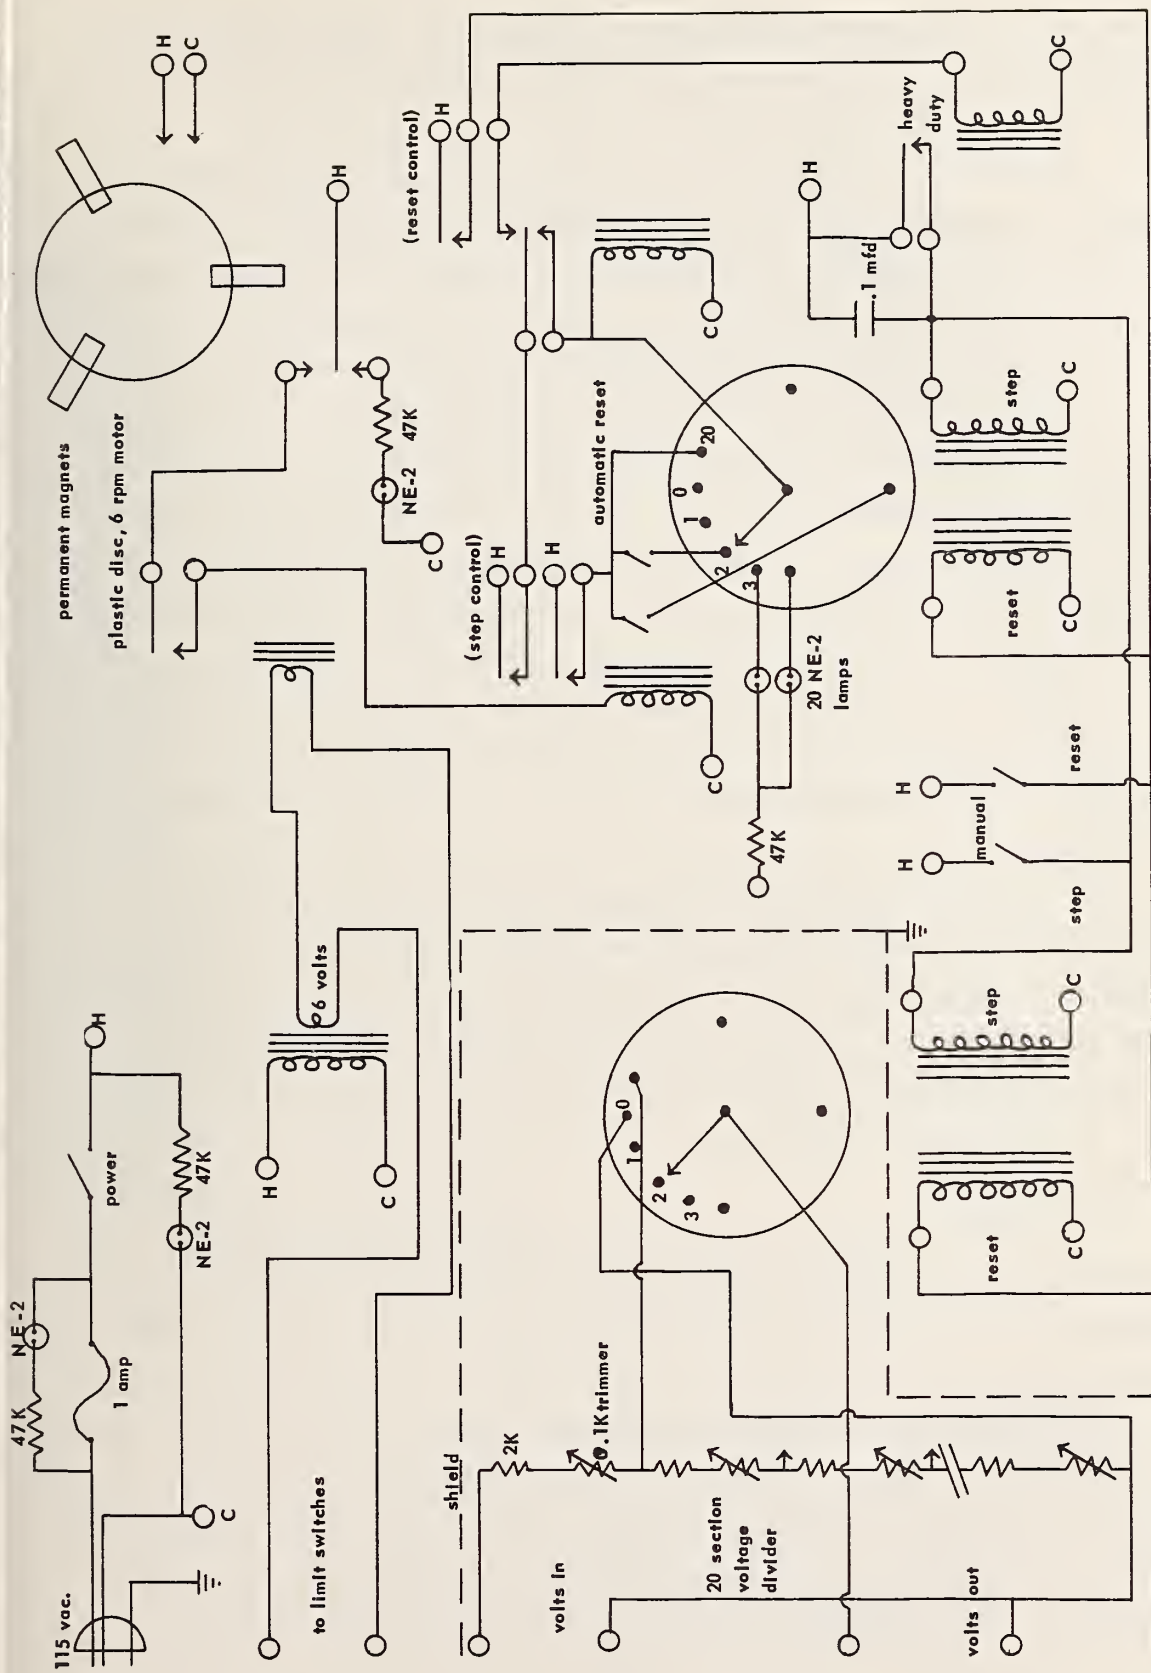 115 vac.
47K
NE-2
1 amp
power
H
NE-2
47K
C
to limit switches
H
C
6 volts
permanent magnets
plastic disc, 6 rpm motor
H
C
H
NE-2
47K
C
(step control)
H
H
(reset control)
H
C
automatic reset
C
20
0
1
2
3
20 NE-2
lamps
47K
H
.1 mfd
heavy
duty
C
step
C
reset
C
H
H
manual
step
reset
shield
volts in
2K
0.1K trimmer
20 section
voltage
divider
volts out
0
1
2
3
step
C
reset
C